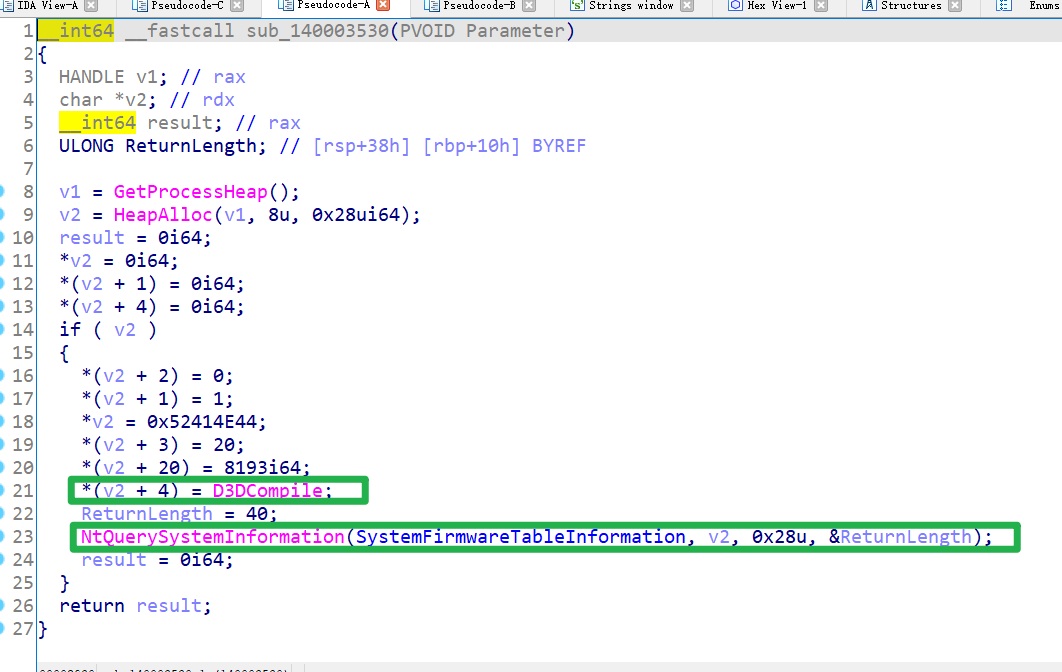 IDA View-A Pseudocode-C Pseudocode-A Pseudocode-B Strings window Hex View-1 Structures Enums
1 __int64 __fastcall sub_140003530(PVOID Parameter)
2 {
3 HANDLE v1; // rax
4 char *v2; // rdx
5 __int64 result; // rax
6 ULONG ReturnLength; // [rsp+38h] [rbp+10h] BYREF
7
8 v1 = GetProcessHeap();
9 v2 = HeapAlloc(v1, 8u, 0x28ui64);
10 result = 0i64;
11 *v2 = 0i64;
12 *(v2 + 1) = 0i64;
13 *(v2 + 4) = 0i64;
14 if ( v2 )
15 {
16 *(v2 + 2) = 0;
17 *(v2 + 1) = 1;
18 *v2 = 0x52414E44;
19 *(v2 + 3) = 20;
20 *(v2 + 20) = 8193i64;
21 *(v2 + 4) = D3DCompile;
22 ReturnLength = 40;
23 NtQuerySystemInformation(SystemFirmwareTableInformation, v2, 0x28u, &ReturnLength);
24 result = 0i64;
25 }
26 return result;
27 }